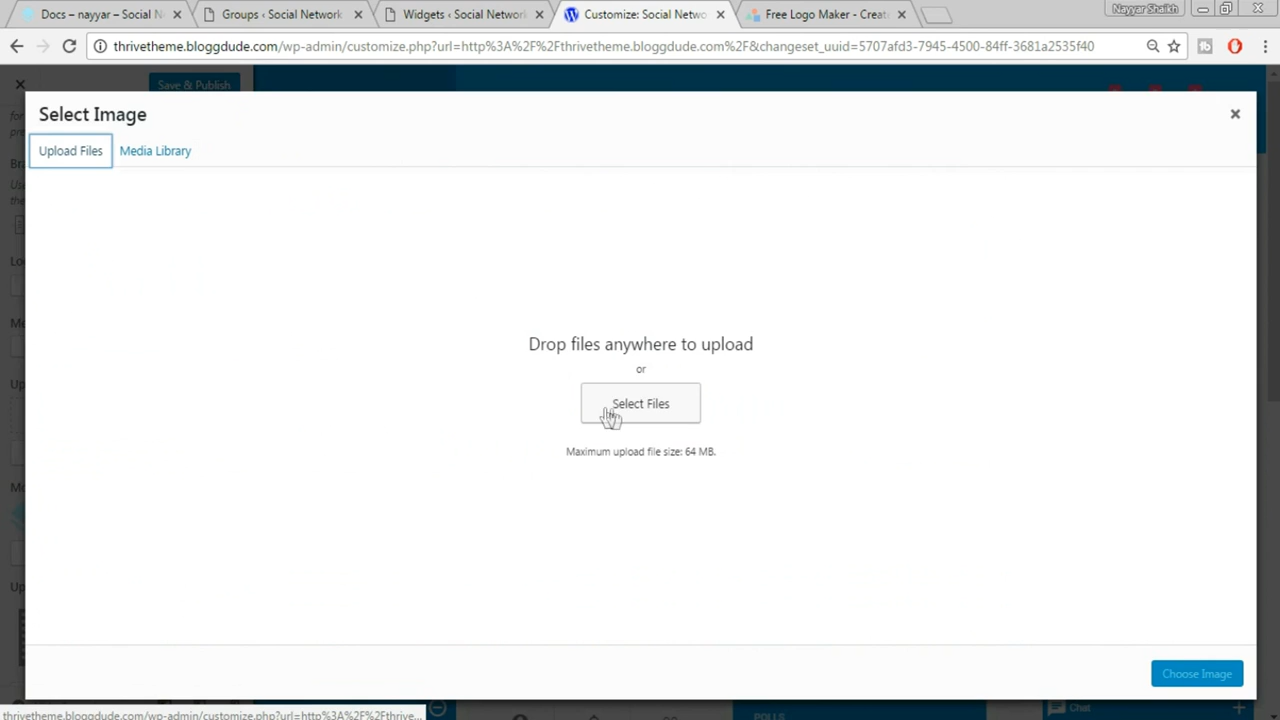 Docs – nayyar – Social N
Groups ‹ Social Network
Widgets ‹ Social Network
Customize: Social Netwo
Free Logo Maker - Creat
Nayyar Shaikh
thrivetheme.bloggdude.com/wp-admin/customize.php?url=http%3A%2F%2Fthrivetheme.bloggdude.com%2F&changeset_uuid=5707afd3-7945-4500-84ff-3681a2535f40
Save & Publish
Select Image
Upload Files
Media Library
Drop files anywhere to upload
or
Select Files
Maximum upload file size: 64 MB.
Choose Image
thrivetheme.bloggdude.com/wp-admin/customize.php?url=http%3A%2F%2Fthrive...
POLLS
Chat